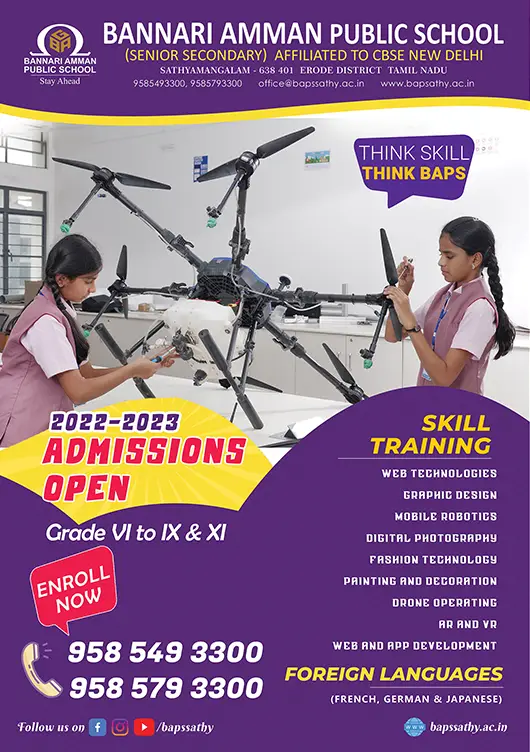 BANNARI AMMAN PUBLIC SCHOOL
(SENIOR SECONDARY) AFFILIATED TO CBSE NEW DELHI
SATHYAMANGALAM - 638 401 ERODE DISTRICT TAMIL NADU
9585493300, 9585793300 office@bapssathy.ac.in www.bapssathy.ac.in
BANNARI AMMAN
PUBLIC SCHOOL
Stay Ahead
THINK SKILL
THINK BAPS
2022-2023
ADMISSIONS
OPEN
Grade VI to IX & XI
ENROLL
NOW
958 549 3300
958 579 3300
SKILL
TRAINING
WEB TECHNOLOGIES
GRAPHIC DESIGN
MOBILE ROBOTICS
DIGITAL PHOTOGRAPHY
FASHION TECHNOLOGY
PAINTING AND DECORATION
DRONE OPERATING
AR AND VR
WEB AND APP DEVELOPMENT
FOREIGN LANGUAGES
(FRENCH, GERMAN & JAPANESE)
Follow us on /bapssathy
www.bapssathy.ac.in